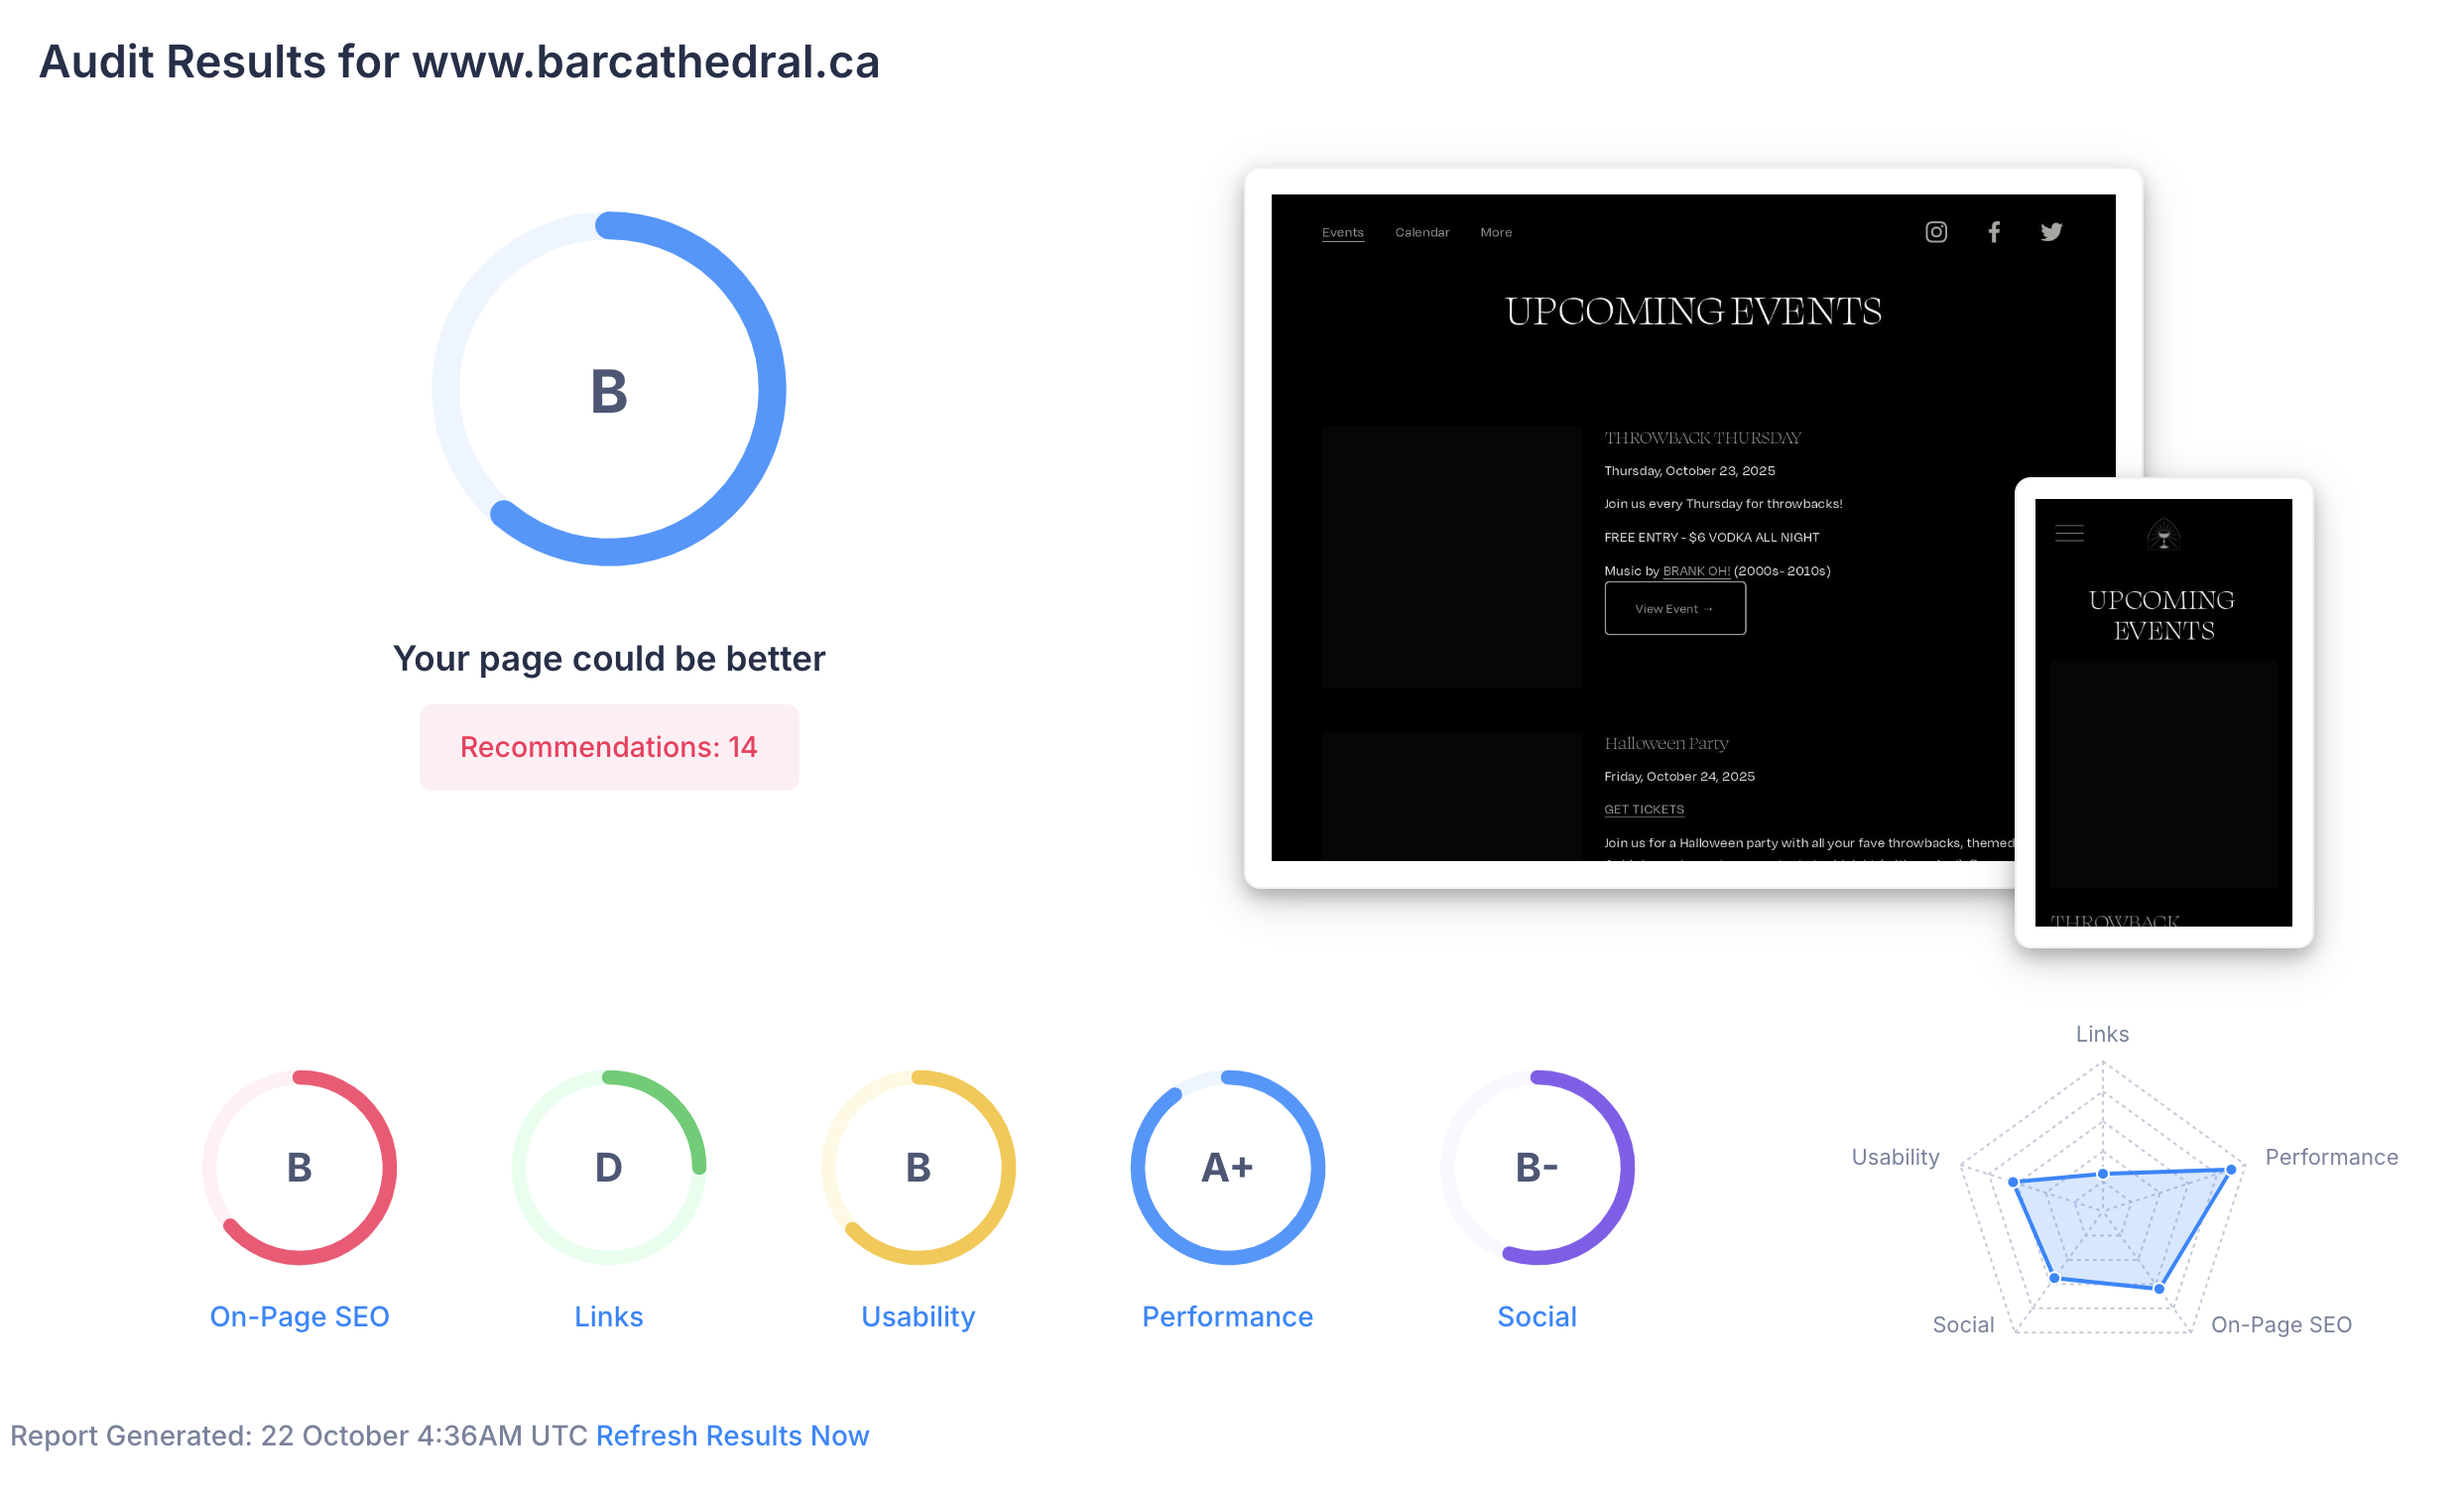 Audit Results for www.barcathedral.ca
B
Your page could be better
Recommendations: 14
Events
Calendar
More
UPCOMING EVENTS
THROWBACK THURSDAY
Thursday, October 23, 2025
Join us every Thursday for throwbacks!
FREE ENTRY - $6 VODKA ALL NIGHT
Music by BRANK OH! (2000s- 2010s)
View Event →
Halloween Party
Friday, October 24, 2025
GET TICKETS
Join us for a Halloween party with all your fave throwbacks, themed
UPCOMING
EVENTS
THROWBACK
B
On-Page SEO
D
Links
B
Usability
A+
Performance
B-
Social
Links
Usability
Performance
Social
On-Page SEO
Report Generated: 22 October 4:36AM UTC Refresh Results Now